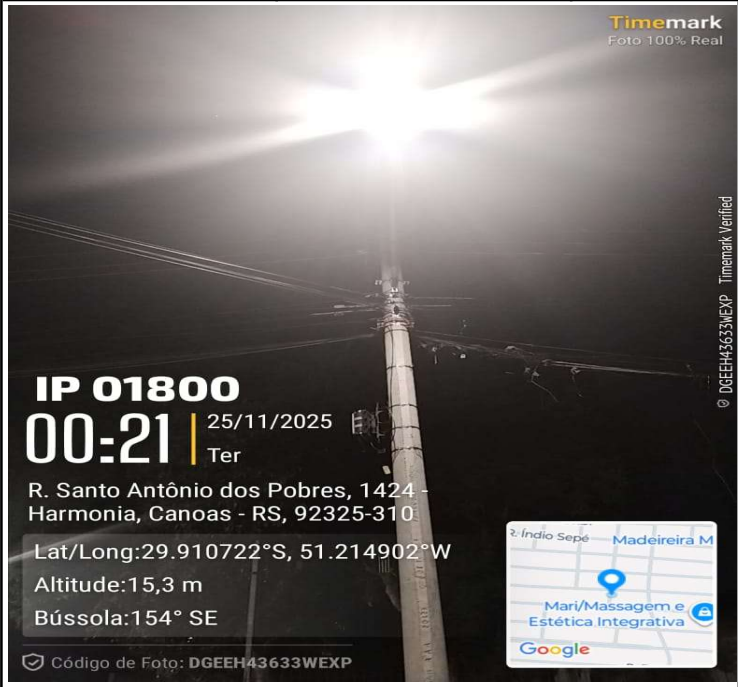 Timemark
Foto 100% Real
DGEEH43633WEXP Timemark Verified
IP 01800
00:21
25/11/2025
Ter
R. Santo Antônio dos Pobres, 1424 -
Harmonia, Canoas - RS, 92325-310
Lat/Long:29.910722°S, 51.214902°W
Altitude:15,3 m
Bússola:154° SE
R. Índio Sepé
Madeireira M
Mari/Massagem e
Estética Integrativa
Google
Código de Foto: DGEEH43633WEXP